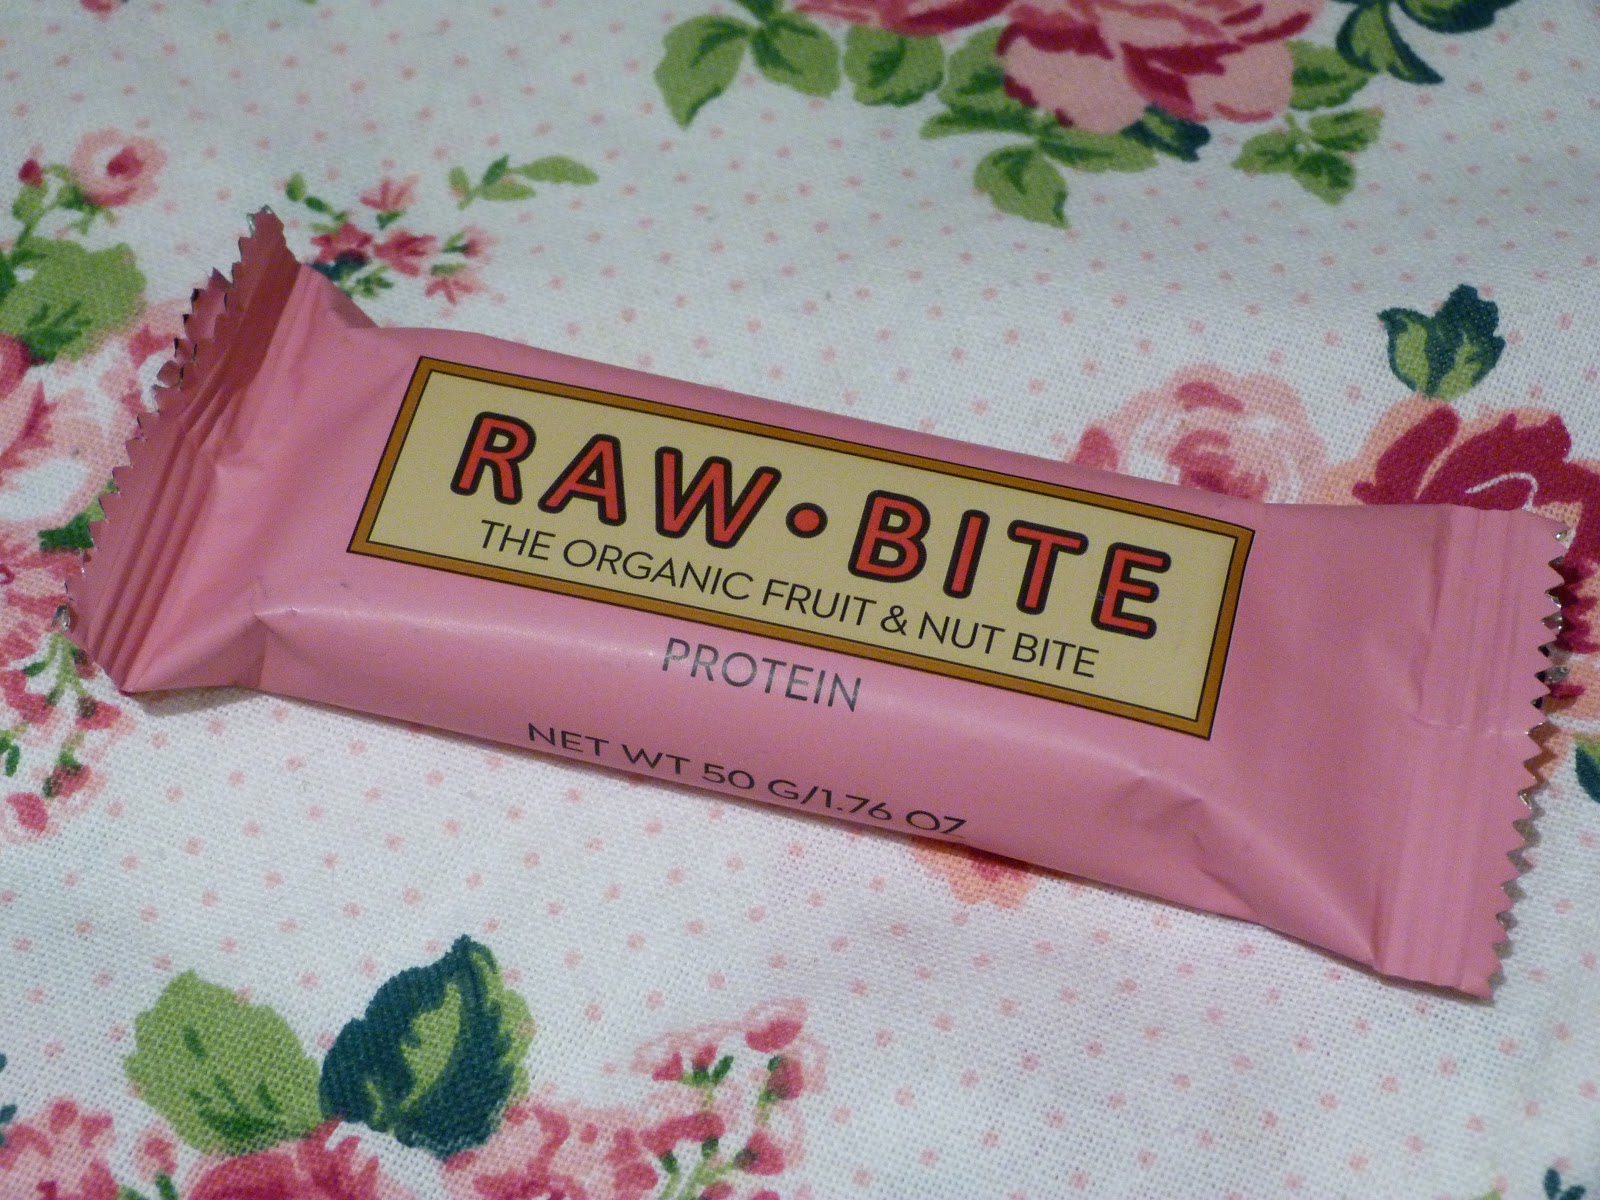 RAW•BITE
THE ORGANIC FRUIT & NUT BITE
PROTEIN
NET WT 50 G/1.76 OZ